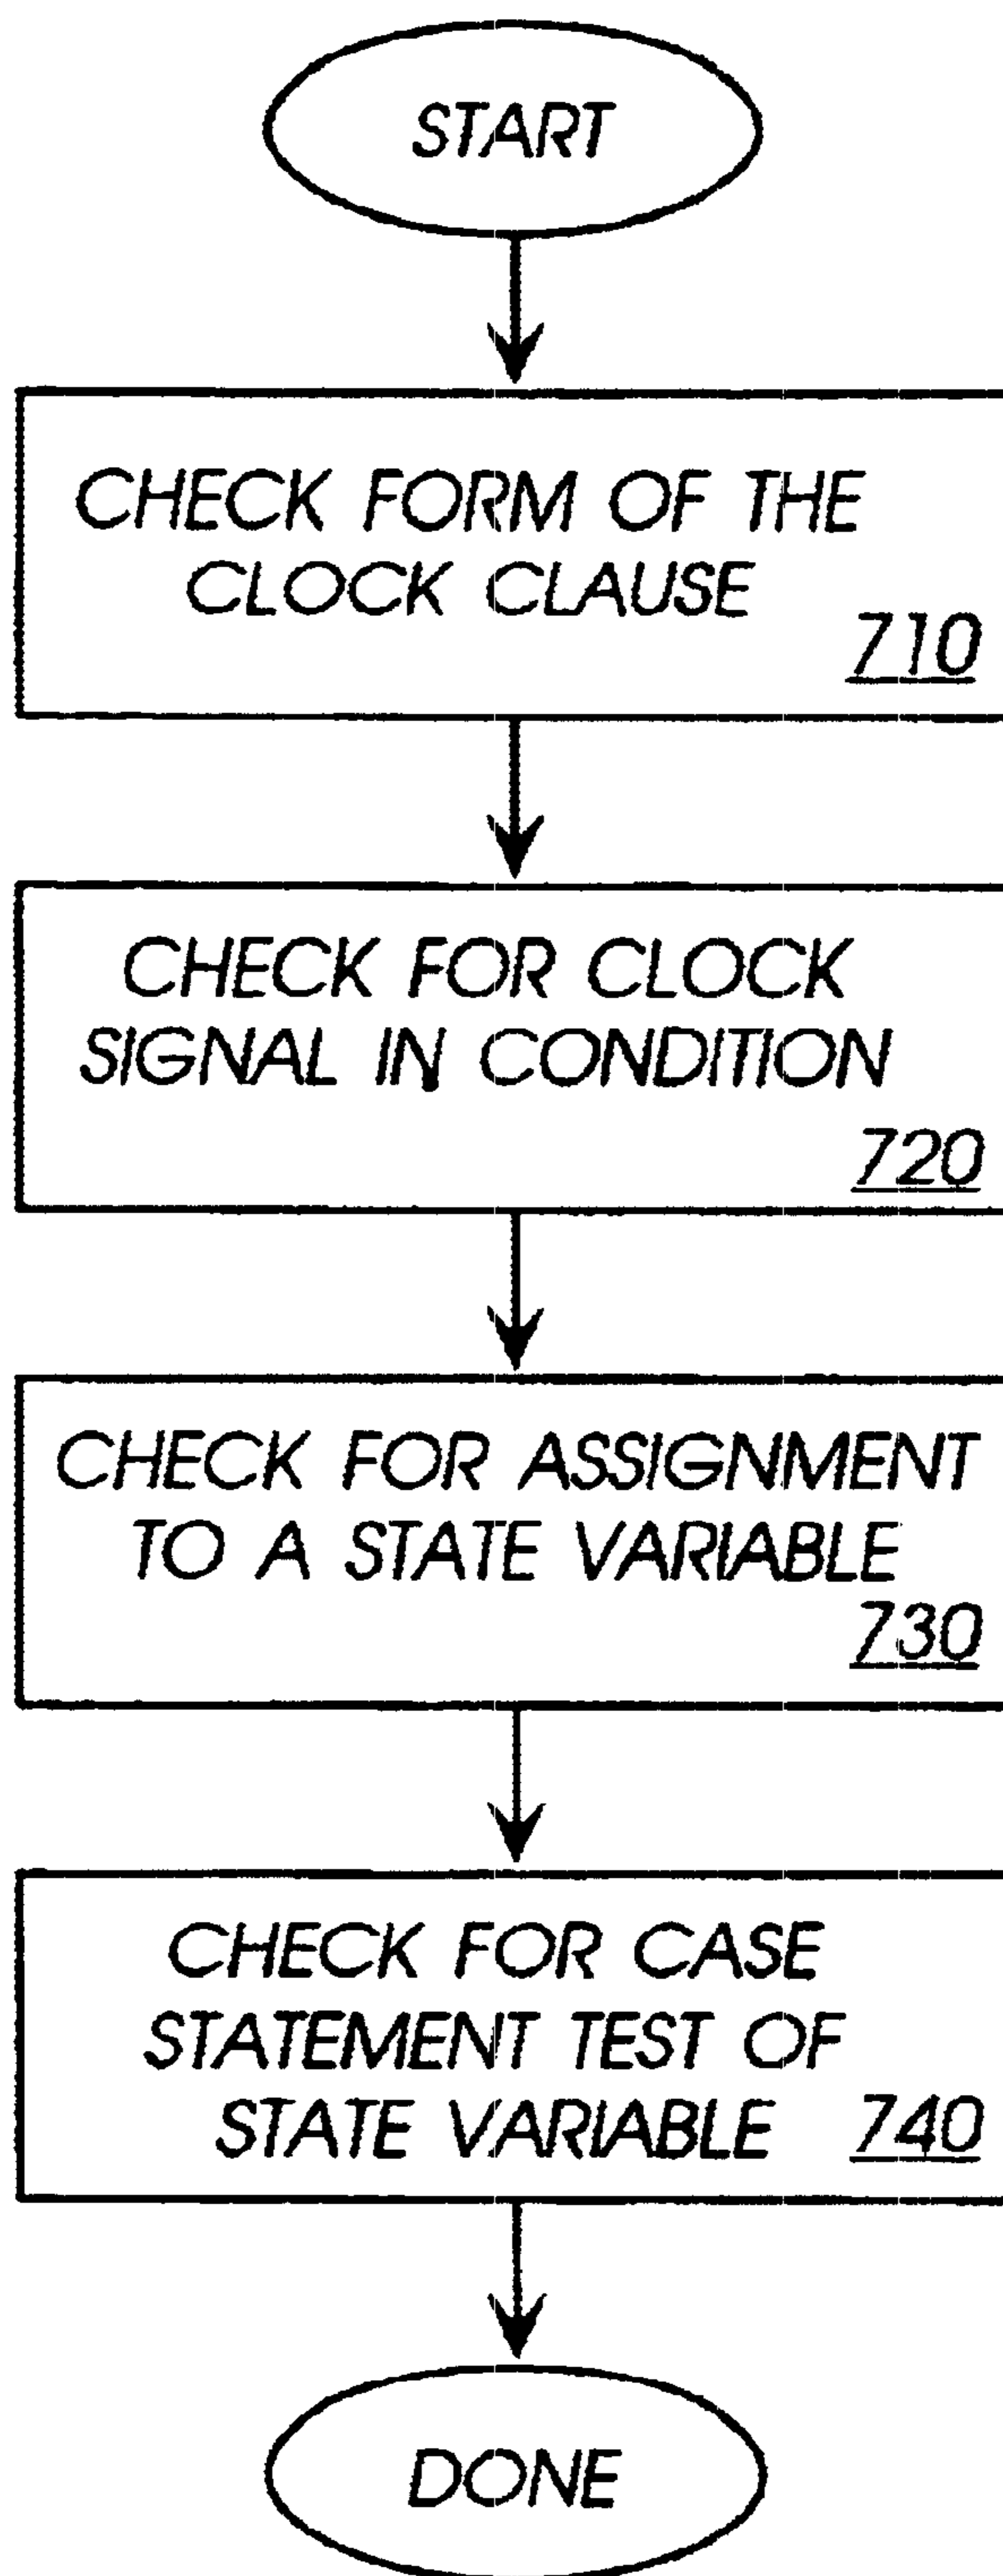 START
CHECK FORM OF THE
CLOCK CLAUSE
710
CHECK FOR CLOCK
SIGNAL IN CONDITION
720
CHECK FOR ASSIGNMENT
TO A STATE VARIABLE
730
CHECK FOR CASE
STATEMENT TEST OF
STATE VARIABLE 740
DONE